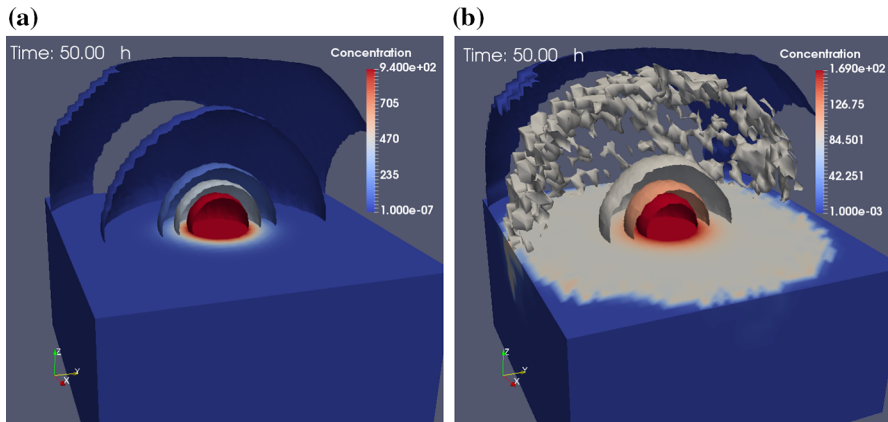 (a)
Time: 50.00 h
Concentration
9.400e+02
705
470
235
1.000e-07
Z
Y
X
(b)
Time: 50.00 h
Concentration
1.690e+02
126.75
84.501
42.251
1.000e-03
Z
Y
X